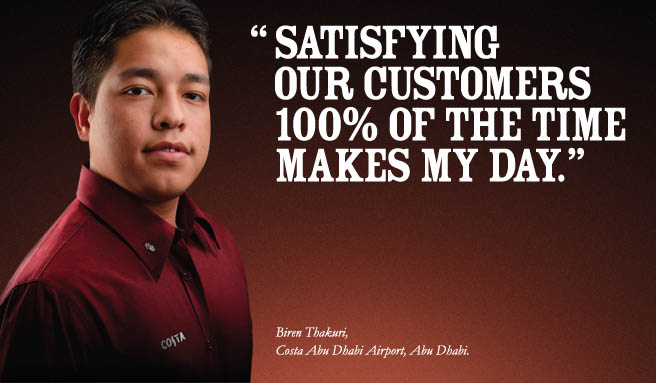 “ SATISFYING
OUR CUSTOMERS
100% OF THE TIME
MAKES MY DAY.”
COSTA
Biren Thakuri,
Costa Abu Dhabi Airport, Abu Dhabi.